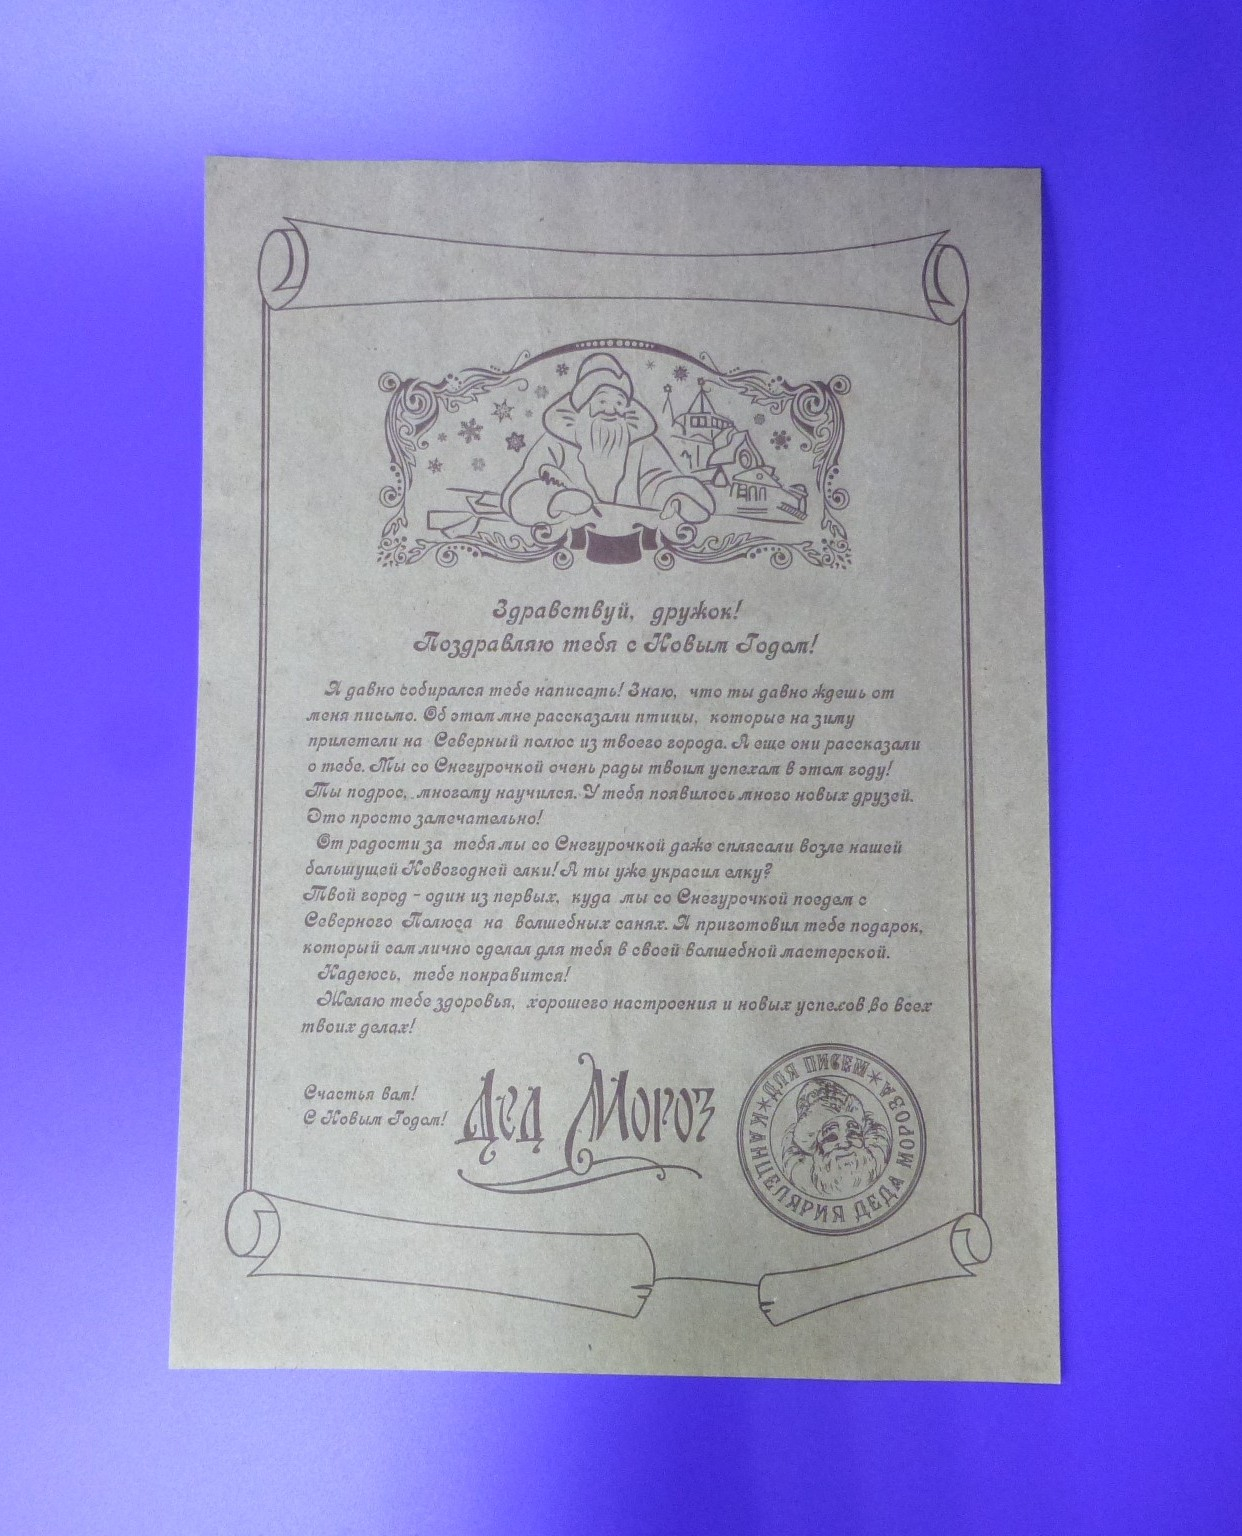 Здравствуй, дружок!
Поздравляю тебя с Новым Годом!
Я давно собирался тебе написать! Знаю, что ты давно ждешь от
меня письмо. Об этом мне рассказали птицы, которые на зиму
прилетели на Северный полюс из твоего города. А еще они рассказали
о тебе. Мы со Снегурочкой очень рады твоим успехам в этом году!
Ты подрос, многому научился. У тебя появилось много новых друзей.
Это просто замечательно!
От радости за тебя мы со Снегурочкой даже сплясали возле нашей
большущей Новогодней елки! А ты уже украсил елку?
Твой город - один из первых, куда мы со Снегурочкой поедем с
Северного Полюса на волшебных санях. Я приготовил тебе подарок,
который сам лично сделал для тебя в своей волшебной мастерской.
Надеюсь, тебе понравится!
Желаю тебе здоровья, хорошего настроения и новых успехов во всех
твоих делах!
Счастья вам!
С Новым Годом!
Дед Мороз
КАНЦЕЛЯРИЯ ДЕДА МОРОЗА
ДЛЯ ПИСЕМ